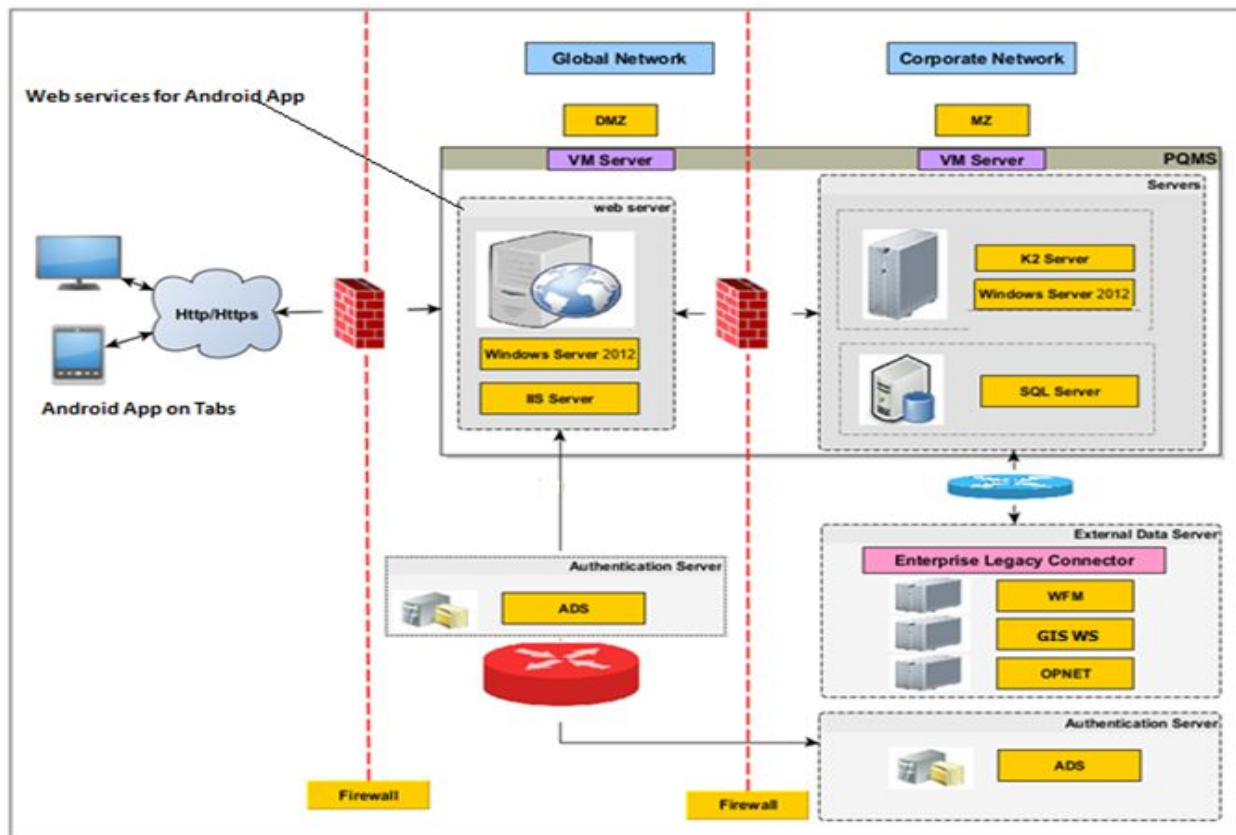 Global Network
Corporate Network
Web services for Android App
DMZ
MZ
VM Server
VM Server
PQMS
web server
Servers
K2 Server
Windows Server 2012
Http/Https
Windows Server 2012
IIS Server
SQL Server
Android App on Tabs
External Data Server
Enterprise Legacy Connector
Authentication Server
ADS
WFM
GIS WS
OPNET
Authentication Server
ADS
Firewall
Firewall